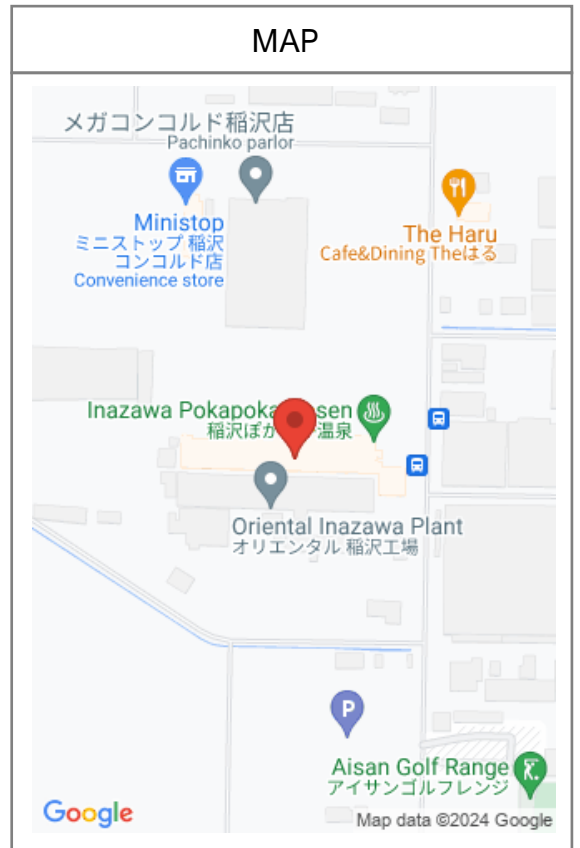 MAP
メガコンコルド稲沢店
Pachinko parlor
Ministop
ミニストップ 稲沢
コンコルド店
Convenience store
The Haru
Cafe&Dining Theはる
Inazawa Pokapoka
sen
稲沢ぽか
温泉
Oriental Inazawa Plant
オリエンタル 稲沢工場
P
Aisan Golf Range
アイサンゴルフレンジ
Google
Map data ©2024 Google